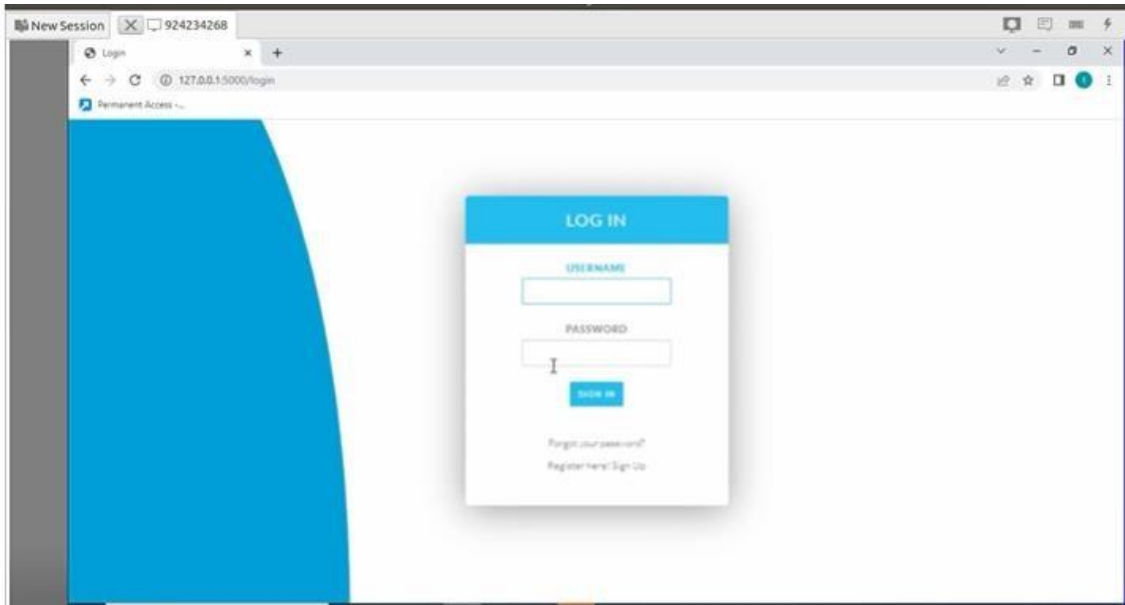 New Session 924234268
Login
127.0.0.1:5000/login
Permanent Access -...
LOG IN
USERNAME
PASSWORD
SIGN IN
Forgot your password?
Register here! Sign Up